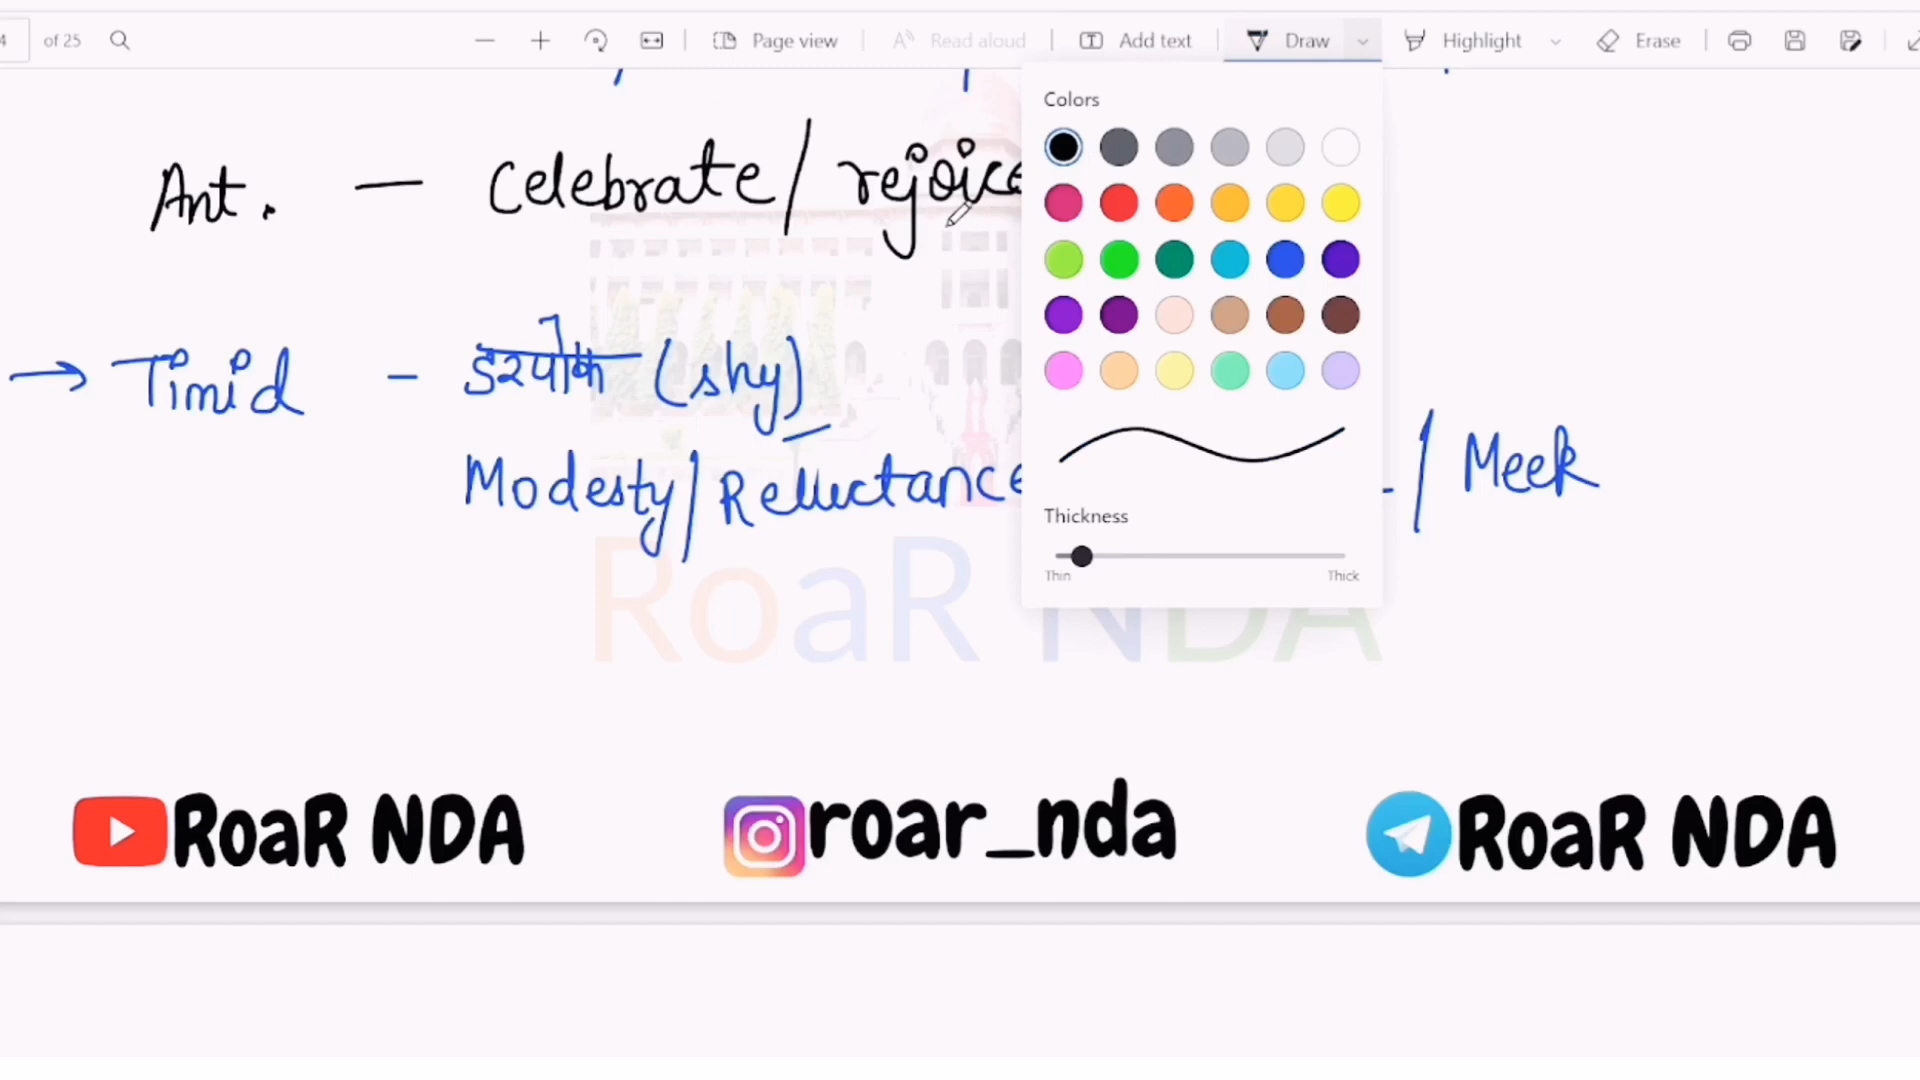 4 of 25 Page view Read aloud Add text Draw Highlight Erase
Colors
Ant. — Celebrate/ rejoice
→ Timid - डरपोक (shy)
Modesty/Reluctance / Meek
Thickness
Thin Thick
RoaR NDA
RoaR NDA roar_nda RoaR NDA